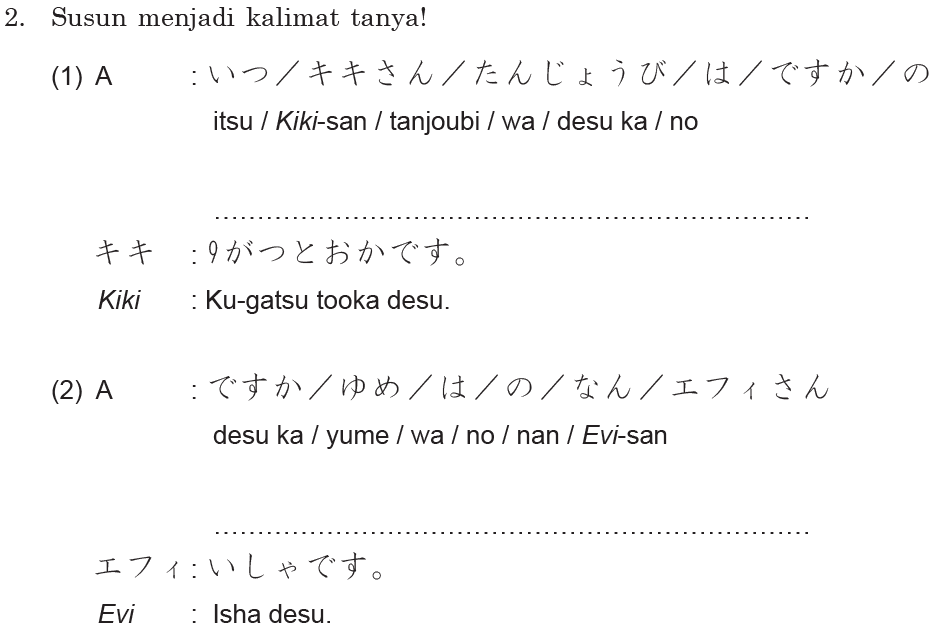 2. Susun menjadi kalimat tanya!
(1) A : いつ／キキさん／たんじょうび／は／ですか／の
itsu / Kiki-san / tanjoubi / wa / desu ka / no
......................................................................
キキ : 9がつとおかです。
Kiki : Ku-gatsu tooka desu.
(2) A : ですか／ゆめ／は／の／なん／エフィさん
desu ka / yume / wa / no / nan / Evi-san
......................................................................
エフィ : いしゃです。
Evi : Isha desu.